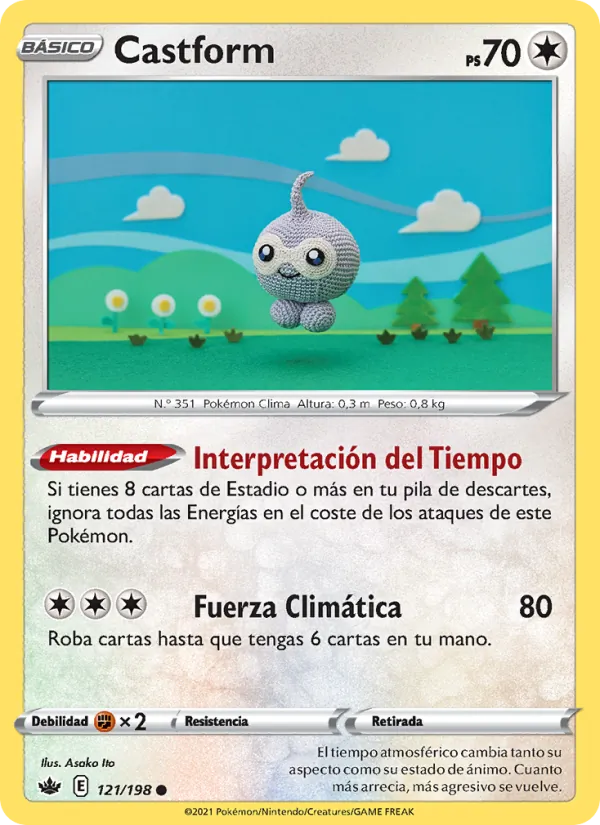 BÁSICO Castform PS 70
N.º 351 Pokémon Clima Altura: 0,3 m Peso: 0,8 kg
Habilidad Interpretación del Tiempo
Si tienes 8 cartas de Estadio o más en tu pila de descartes,
ignora todas las Energías en el coste de los ataques de este
Pokémon.
Fuerza Climática 80
Roba cartas hasta que tengas 6 cartas en tu mano.
Debilidad ×2 Resistencia Retirada
Ilus. Asako Ito
El tiempo atmosférico cambia tanto su
aspecto como su estado de ánimo. Cuanto
más arrecia, más agresivo se vuelve.
E 121/198
©2021 Pokémon/Nintendo/Creatures/GAME FREAK